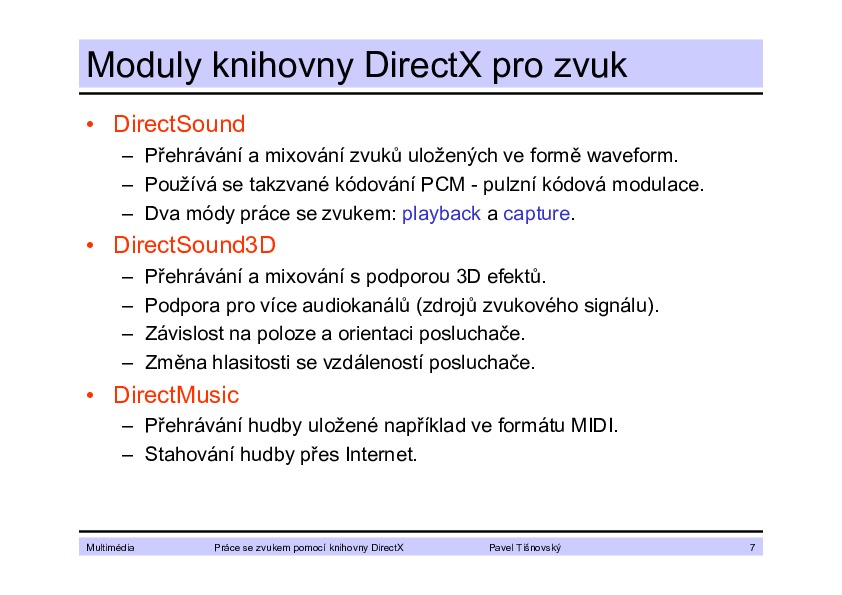 Moduly knihovny DirectX pro zvuk
• DirectSound
– Přehrávání a mixování zvuků uložených ve formě waveform.
– Používá se takzvané kódování PCM - pulzní kódová modulace.
– Dva módy práce se zvukem: playback a capture.
• DirectSound3D
– Přehrávání a mixování s podporou 3D efektů.
– Podpora pro více audiokanálů (zdrojů zvukového signálu).
– Závislost na poloze a orientaci posluchače.
– Změna hlasitosti se vzdáleností posluchače.
• DirectMusic
– Přehrávání hudby uložené například ve formátu MIDI.
– Stahování hudby přes Internet.
Multimédia Práce se zvukem pomocí knihovny DirectX Pavel Tišnovský 7